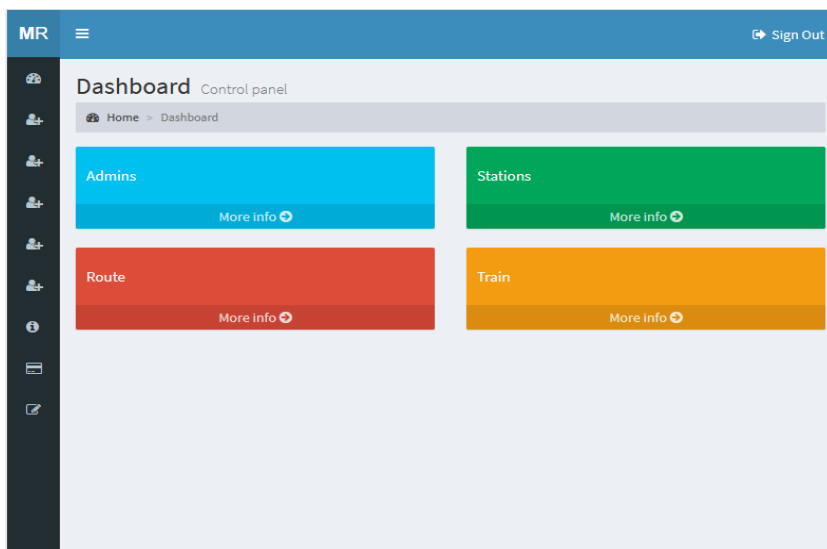 MR
Sign Out
Dashboard Control panel
Home > Dashboard
Admins
Stations
More info
More info
Route
Train
More info
More info